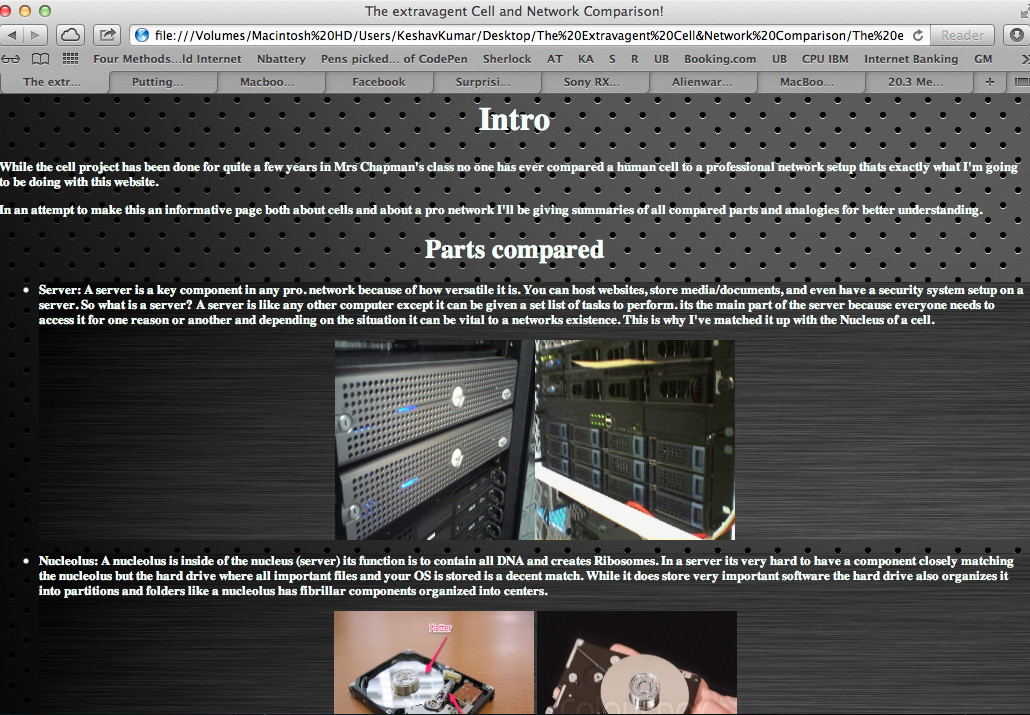 The extravagent Cell and Network Comparison!
file:///Volumes/Macintosh%20HD/Users/KeshavKumar/Desktop/The%20Extravagent%20Cell&Network%20Comparison/The%20e
Reader
Four Methods...ld Internet Nbattery Pens picked... of CodePen Sherlock AT KA S R UB Booking.com UB CPU IBM Internet Banking GM
The extr... Putting... Macboo... Facebook Surprisi... Sony RX... Alienwar... MacBoo... 20.3 Me...
Intro
While the cell project has been done for quite a few years in Mrs Chapman's class no one has ever compared a human cell to a professional network setup thats exactly what I'm going
to be doing with this website.
In an attempt to make this an informative page both about cells and about a pro network I'll be giving summaries of all compared parts and analogies for better understanding.
Parts compared
• Server: A server is a key component in any pro. network because of how versatile it is. You can host websites, store media/documents, and even have a security system setup on a
server. So what is a server? A server is like any other computer except it can be given a set list of tasks to perform. its the main part of the server because everyone needs to
access it for one reason or another and depending on the situation it can be vital to a networks existence. This is why I've matched it up with the Nucleus of a cell.
• Nucleolus: A nucleolus is inside of the nucleus (server) its function is to contain all DNA and creates Ribosomes. In a server its very hard to have a component closely matching
the nucleolus but the hard drive where all important files and your OS is stored is a decent match. While it does store very important software the hard drive also organizes it
into partitions and folders like a nucleolus has fibrillar components organized into centers.
Platter